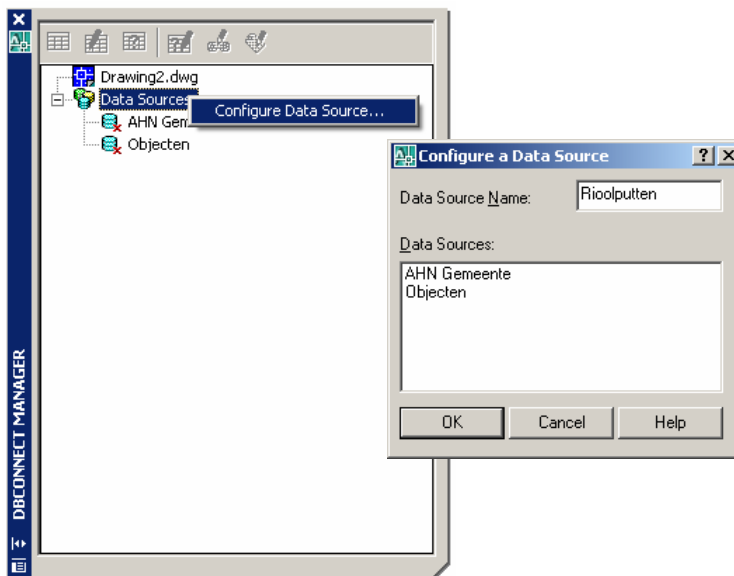 Drawing2.dwg
Data Sources
Configure Data Source...
AHN Gem
Objecten
DBCONNECT MANAGER
Configure a Data Source
Data Source Name:
Rioolputten
Data Sources:
AHN Gemeente
Objecten
OK
Cancel
Help